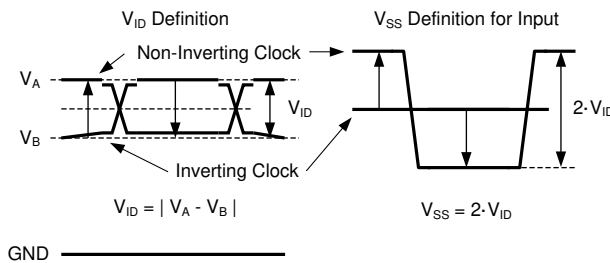 V_ID Definition
V_SS Definition for Input
Non-Inverting Clock
V_A
V_ID
2·V_ID
V_B
Inverting Clock
V_ID = | V_A - V_B |
V_SS = 2·V_ID
GND